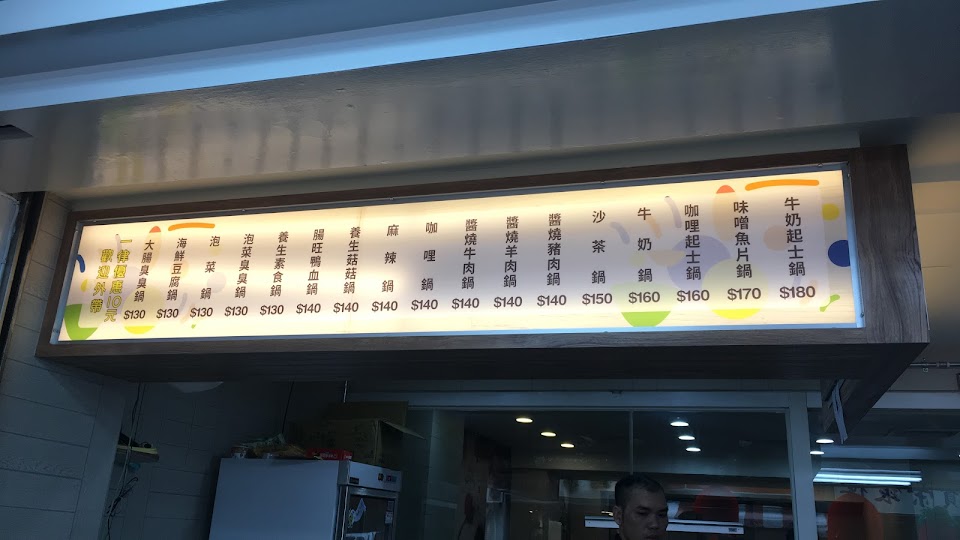 牛奶起士鍋 $180
味噌魚片鍋 $170
咖哩起士鍋 $160
牛奶鍋 $160
沙茶鍋 $150
醬燒豬肉鍋 $140
醬燒羊肉鍋 $140
醬燒牛肉鍋 $140
咖哩鍋 $140
麻辣鍋 $140
養生菇菇鍋 $140
腸旺鴨血鍋 $140
養生素食鍋 $130
泡菜臭臭鍋 $130
泡菜鍋 $130
海鮮豆腐鍋 $130
大腸臭臭鍋 $130
一律優惠10元
歡迎外帶